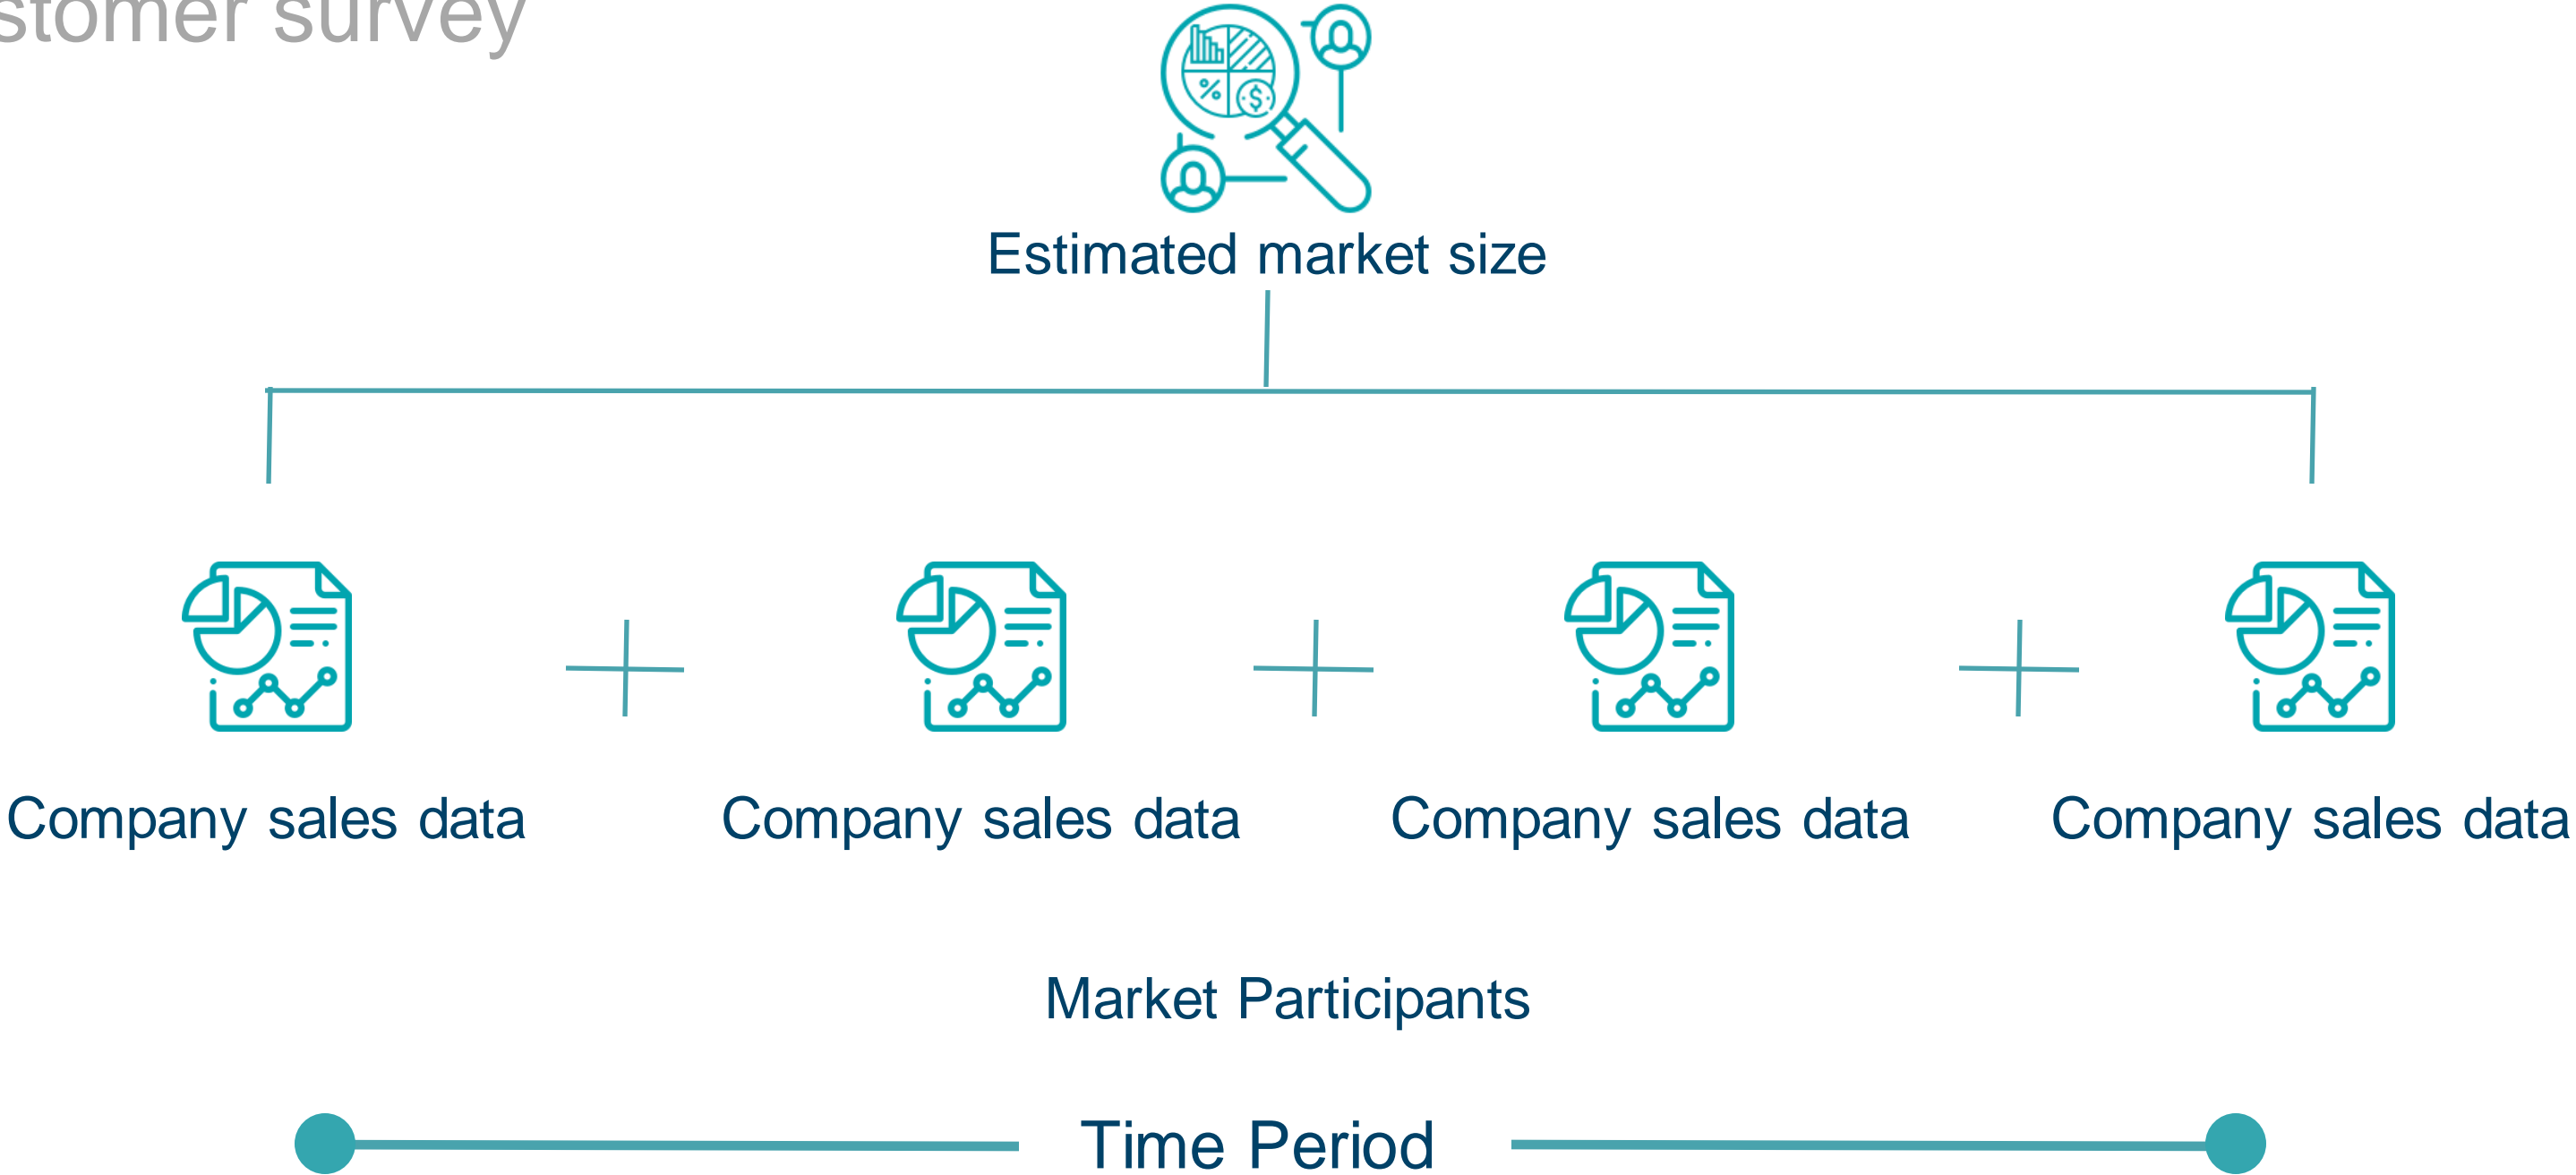 stomer survey
Estimated market size
Company sales data
Company sales data
Company sales data
Company sales data
Market Participants
Time Period